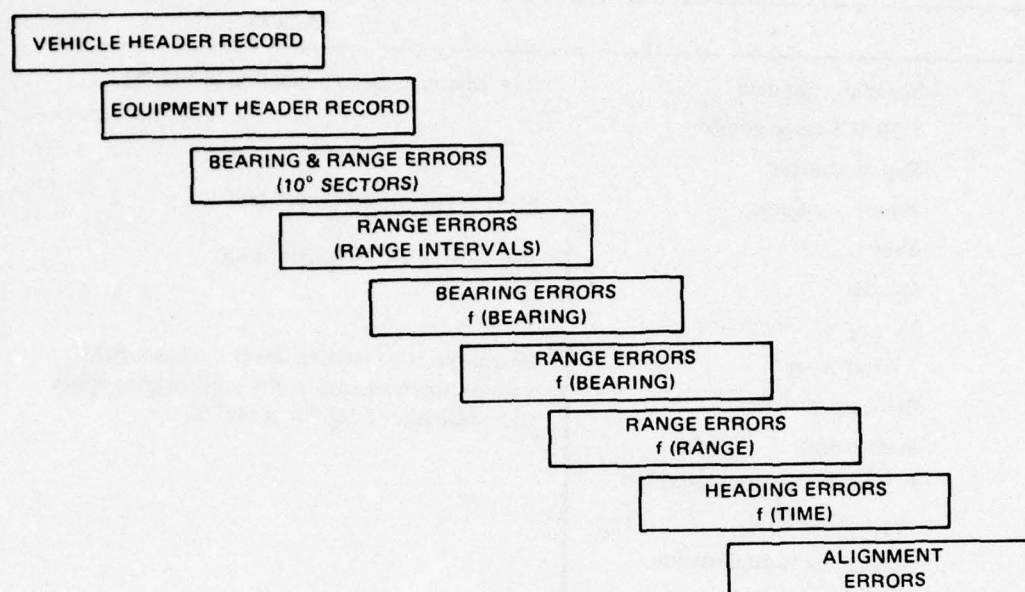 VEHICLE HEADER RECORD
EQUIPMENT HEADER RECORD
BEARING & RANGE ERRORS
(10° SECTORS)
RANGE ERRORS
(RANGE INTERVALS)
BEARING ERRORS
f (BEARING)
RANGE ERRORS
f (BEARING)
RANGE ERRORS
f (RANGE)
HEADING ERRORS
f (TIME)
ALIGNMENT
ERRORS